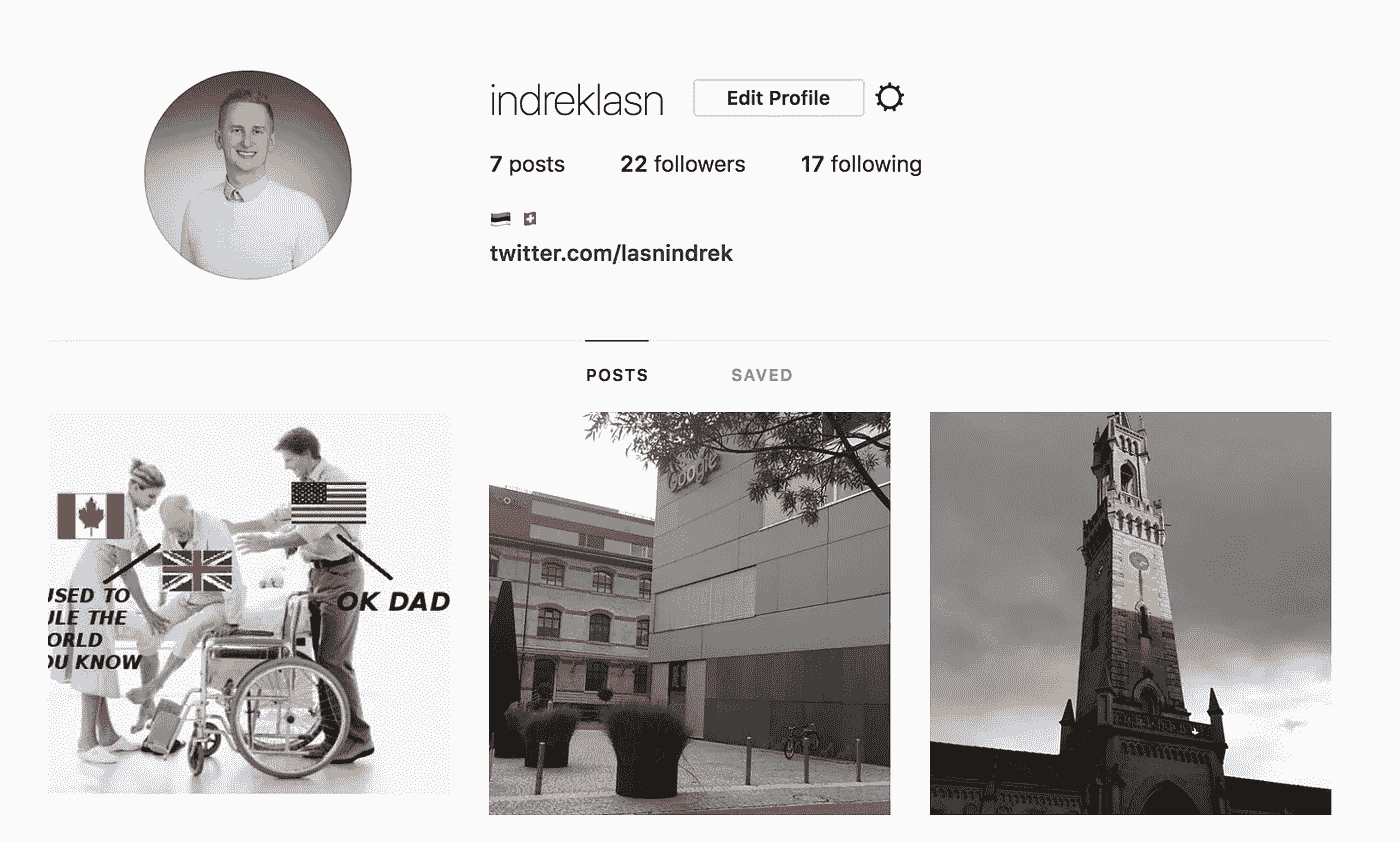 indreklasn Edit Profile
7 posts 22 followers 17 following
twitter.com/lasnindrek
POSTS SAVED
USED TO
ULE THE
ORLD
OU KNOW
OK DAD
Google